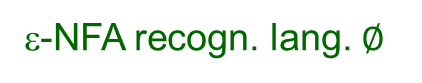 ε-NFA recogn. lang. ∅